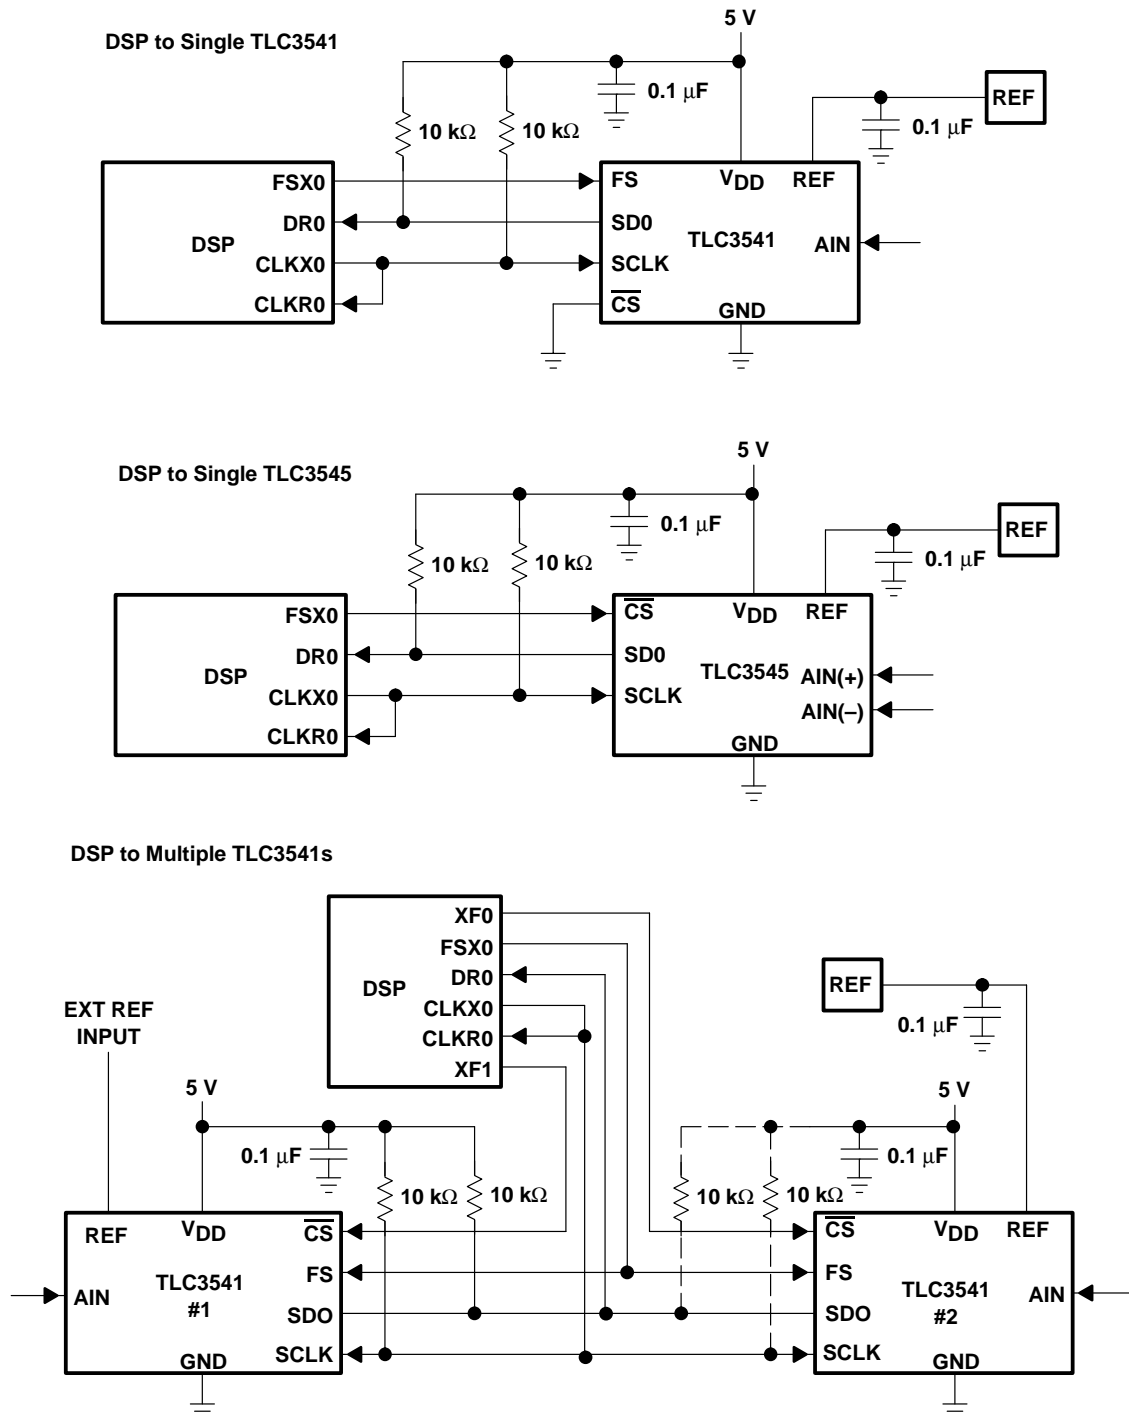 DSP to Single TLC3541
5 V
0.1 μF
REF
0.1 μF
10 kΩ
10 kΩ
FSX0
DR0
CLKX0
CLKR0
DSP
FS
SD0
SCLK
CS
VDD
REF
TLC3541
AIN
GND
DSP to Single TLC3545
5 V
0.1 μF
REF
0.1 μF
10 kΩ
10 kΩ
FSX0
DR0
CLKX0
CLKR0
DSP
CS
SD0
SCLK
VDD
REF
TLC3545
AIN(+)
AIN(–)
GND
DSP to Multiple TLC3541s
XF0
FSX0
DR0
CLKX0
CLKR0
XF1
DSP
EXT REF
INPUT
REF
0.1 μF
5 V
0.1 μF
10 kΩ
10 kΩ
5 V
0.1 μF
10 kΩ
10 kΩ
REF
VDD
CS
FS
SDO
SCLK
AIN
TLC3541
#1
GND
CS
FS
SDO
SCLK
VDD
REF
TLC3541
#2
AIN
GND